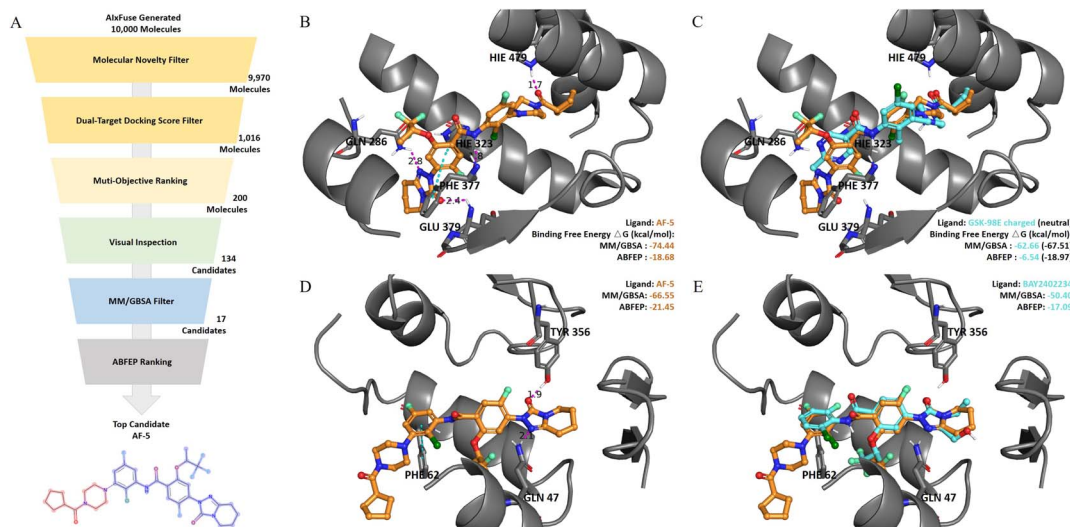 A
AIxFuse Generated
10,000 Molecules
Molecular Novelty Filter
9,970
Molecules
Dual-Target Docking Score Filter
1,016
Molecules
Muti-Objective Ranking
200
Molecules
Visual Inspection
134
Candidates
MM/GBSA Filter
17
Candidates
ABFEP Ranking
Top Candidate
AF-5
B
HIE 479
1.7
GLN 286
HIE 323
2.8
PHE 377
2.4
GLU 379
Ligand: AF-5
Binding Free Energy △G (kcal/mol):
MM/GBSA : -74.44
ABFEP : -18.68
C
HIE 479
GLN 286
HIE 323
PHE 377
GLU 379
Ligand: GSK-98E charged (neutral)
Binding Free Energy △G (kcal/mol)
MM/GBSA : -62.66 (-67.51)
ABFEP : -6.54 (-18.97)
D
Ligand: AF-5
MM/GBSA: -66.55
ABFEP: -21.45
TYR 356
1.9
2.1
PHE 62
GLN 47
E
Ligand: BAY2402234
MM/GBSA: -50.40
ABFEP: -17.09
TYR 356
PHE 62
GLN 47